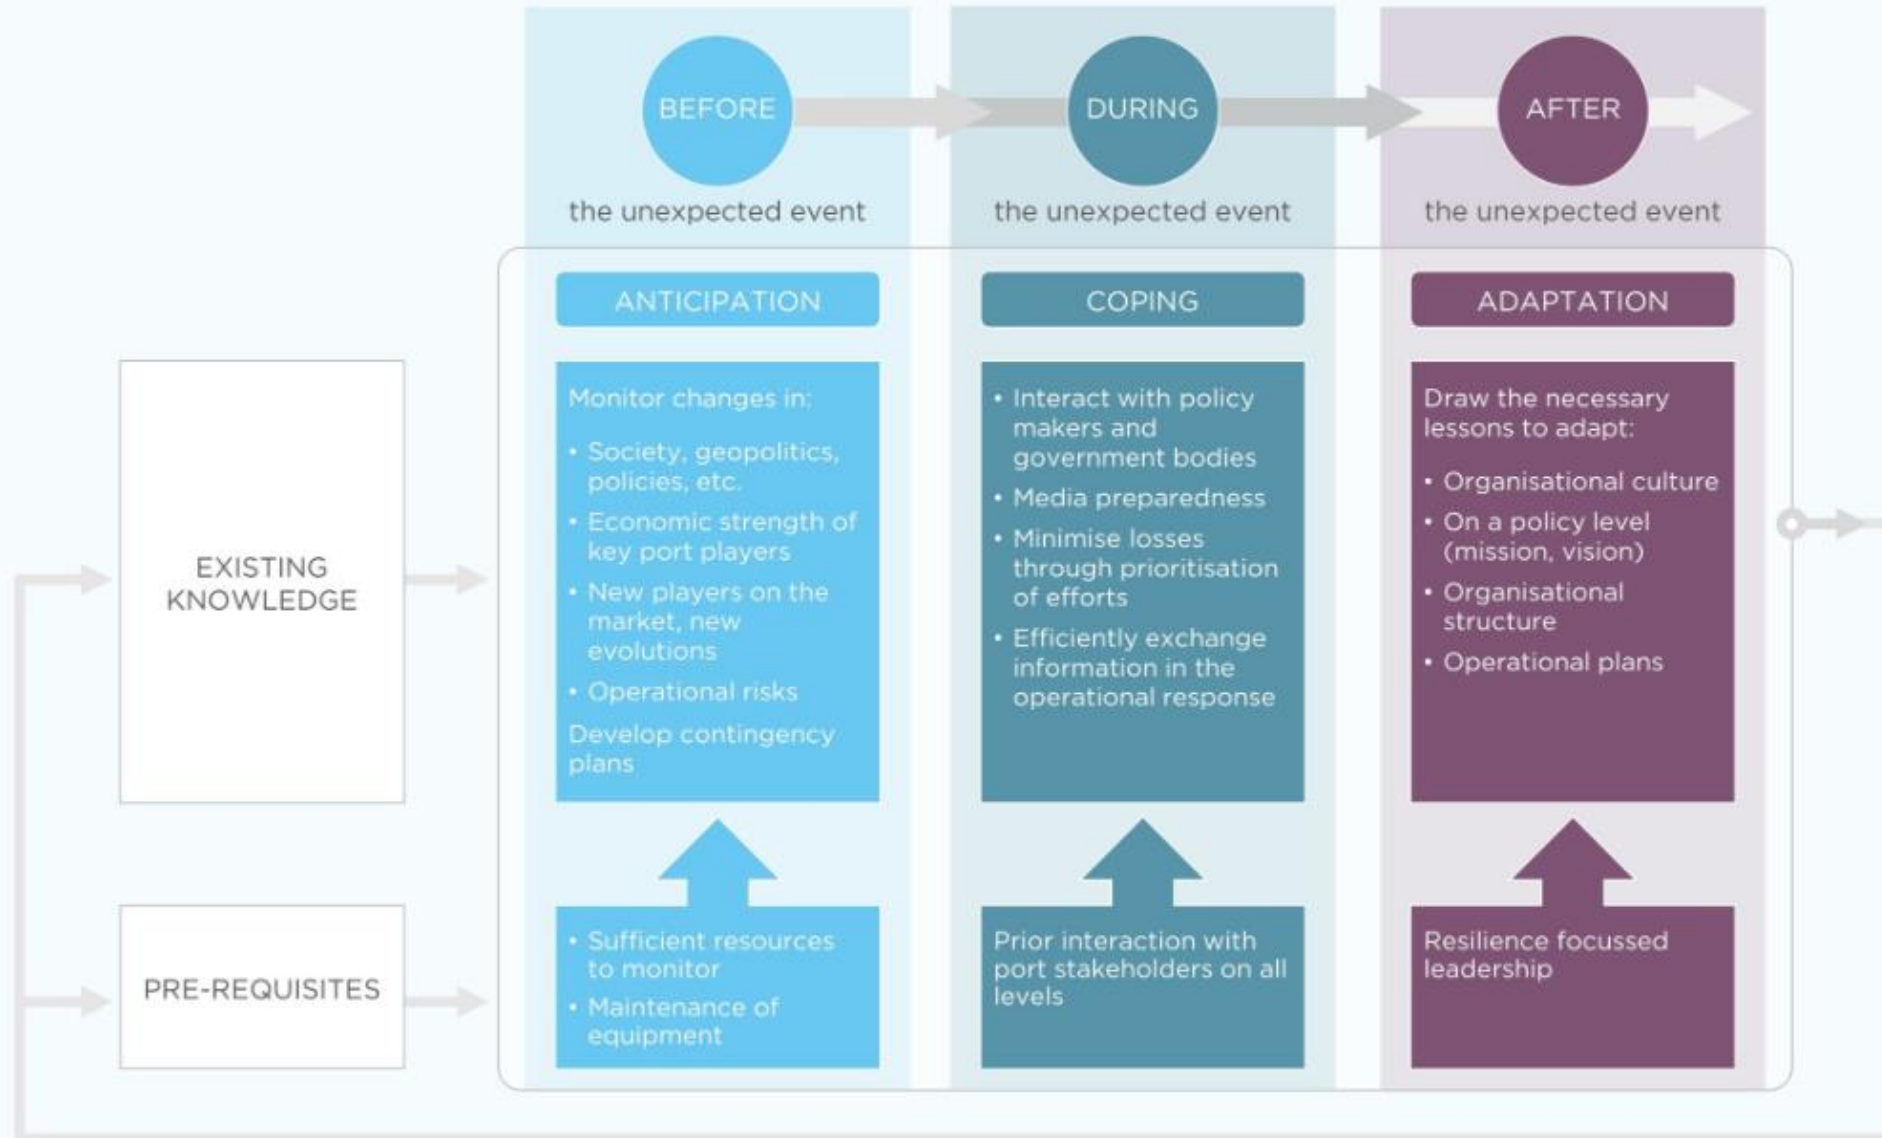 BEFORE
the unexpected event
DURING
the unexpected event
AFTER
the unexpected event
EXISTING
KNOWLEDGE
PRE-REQUISITES
ANTICIPATION
Monitor changes in:
• Society, geopolitics,
policies, etc.
• Economic strength of
key port players
• New players on the
market, new
evolutions
• Operational risks
Develop contingency
plans
• Sufficient resources
to monitor
• Maintenance of
equipment
COPING
• Interact with policy
makers and
government bodies
• Media preparedness
• Minimise losses
through prioritisation
of efforts
• Efficiently exchange
information in the
operational response
Prior interaction with
port stakeholders on all
levels
ADAPTATION
Draw the necessary
lessons to adapt:
• Organisational culture
• On a policy level
(mission, vision)
• Organisational
structure
• Operational plans
Resilience focussed
leadership